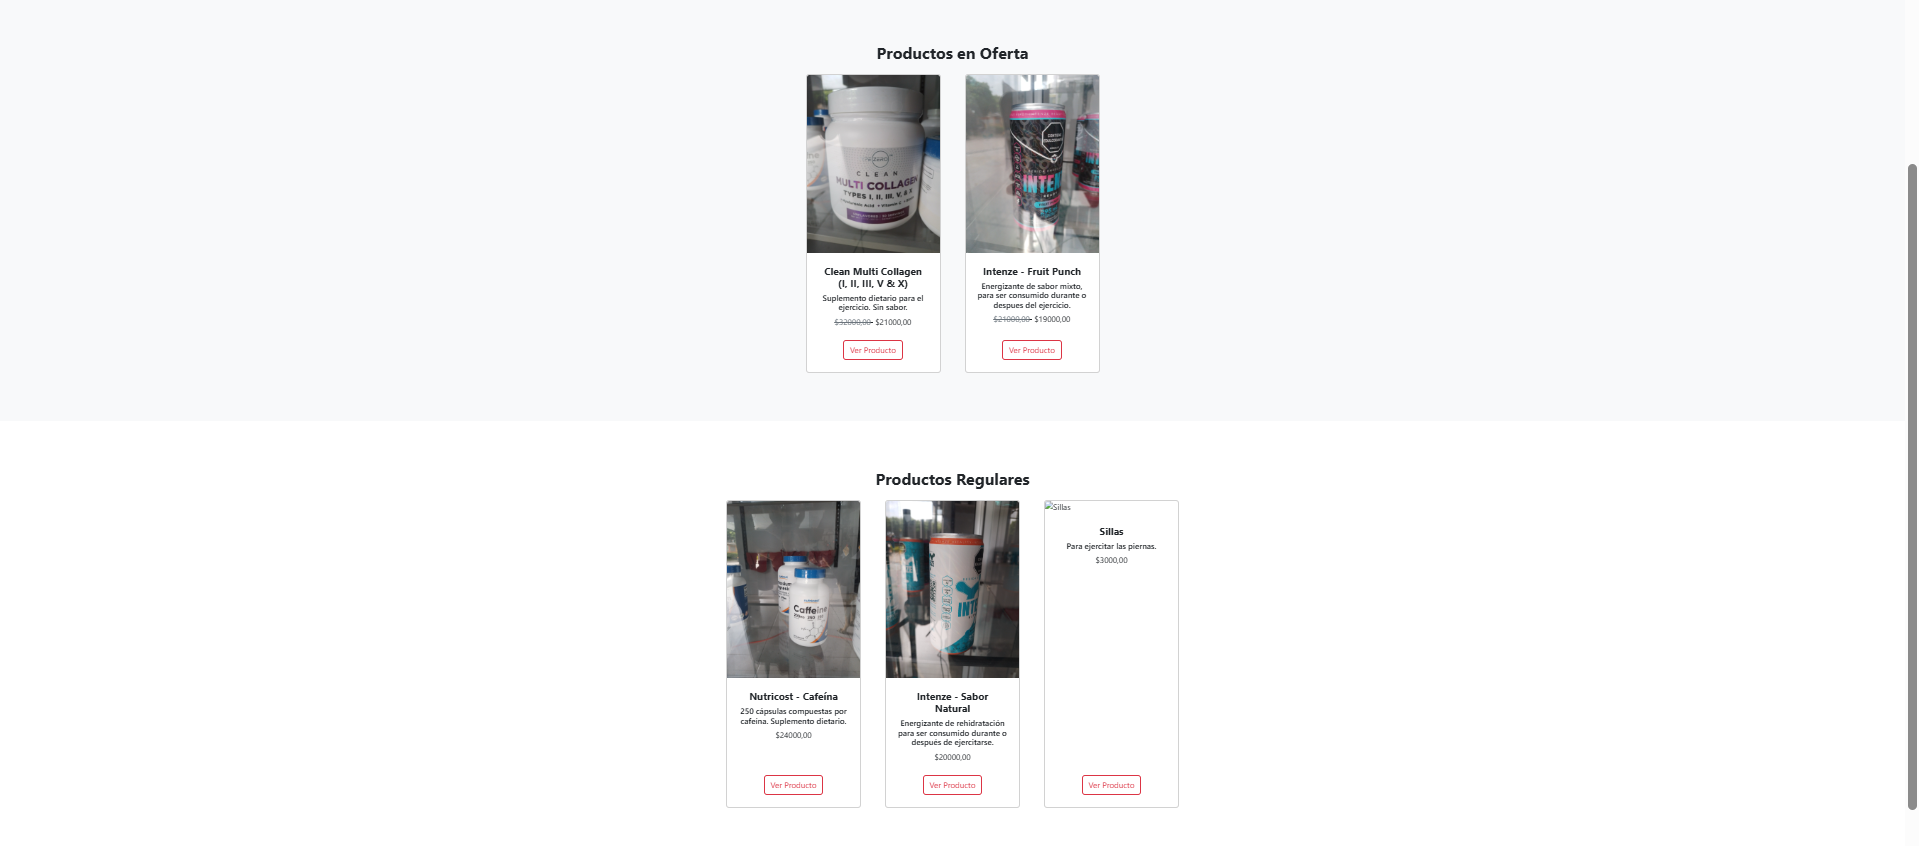 Productos en Oferta
CLEAN
MULTI COLLAGEN
TYPES I, II, III, V, & X
INTEN
Clean Multi Collagen
(I, II, III, V & X)
Suplemento dietario para el
ejercicio. Sin sabor.
$32000,00- $21000,00
Ver Producto
Intenze - Fruit Punch
Energizante de sabor mixto,
para ser consumido durante o
despues del ejercicio.
$21000,00- $19000,00
Ver Producto
Productos Regulares
Caffeine
INT
Sillas
Nutricost - Cafeína
250 cápsulas compuestas por
cafeína. Suplemento dietario.
$24000,00
Ver Producto
Intenze - Sabor
Natural
Energizante de rehidratación
para ser consumido durante o
después de ejercitarse.
$20000,00
Ver Producto
Sillas
Para ejercitar las piernas.
$3000,00
Ver Producto